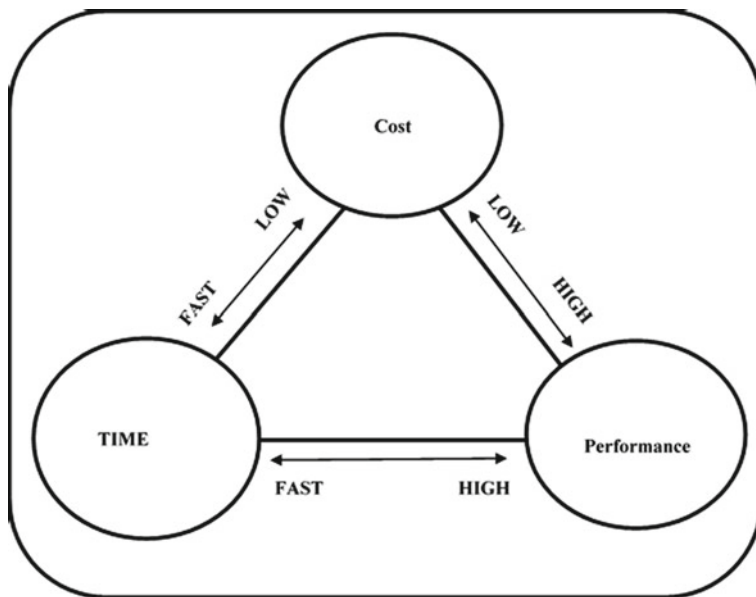 Cost
LOW
LOW
FAST
HIGH
TIME
Performance
FAST
HIGH